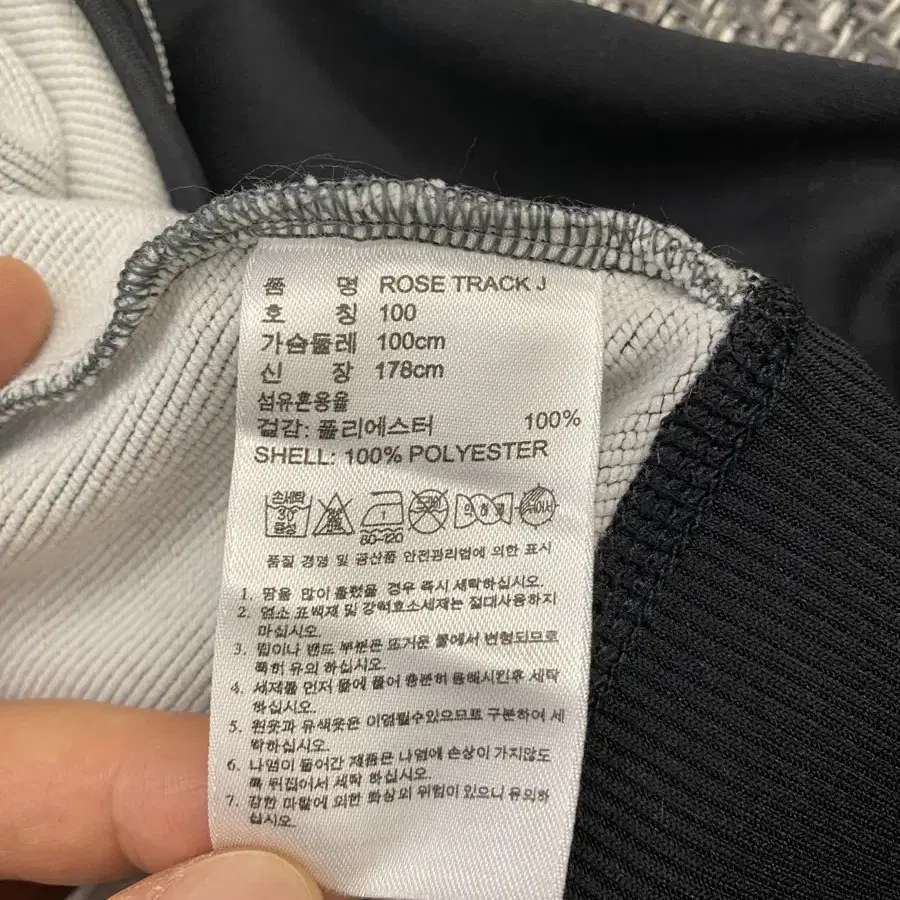 품 명 ROSE TRACK J
호 칭 100
가슴둘레 100cm
신 장 178cm
섬유혼용율
겉감: 폴리에스터 100%
SHELL: 100% POLYESTER
손세탁
30
중성
1
80-120
품질 경영 및 공산품 안전관리법에 의한 표시
1. 땀을 많이 흘렸을 경우 즉시 세탁하십시오.
2. 염소 표백제 및 강력효소세제는 절대사용하지
마십시오.
3. 립이나 밴드 부분은 뜨거운 물에서 변형되므로
특히 유의 하십시오.
4. 세제를 먼저 물에 풀어 충분히 용해시킨후 세탁
하십시오.
5. 흰옷과 유색옷은 이염될수있으므로 구분하여 세
탁하십시오.
6. 나염이 들어간 제품은 나염에 손상이 가지않도
록 뒤집어서 세탁 하십시오.
7. 강한 마찰에 의한 화상의 위험이 있으니 유의하
십시오.